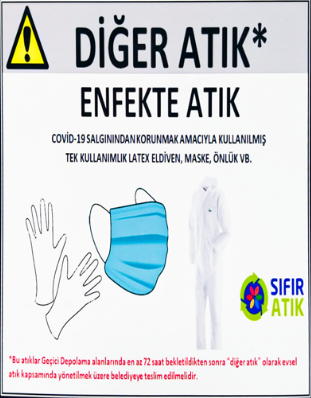 DİĞER ATIK*
ENFEKTE ATIK
COVİD-19 SALGININDAN KORUNMAK AMACIYLA KULLANILMIŞ
TEK KULLANIMLIK LATEX ELDİVEN, MASKE, ÖNLÜK VB.
SIFIR
ATIK
*Bu atıklar Geçici Depolama alanlarında en az 72 saat bekletildikten sonra "diğer atık" olarak evsel
atık kapsamında yönetilmek üzere belediyeye teslim edilmelidir.